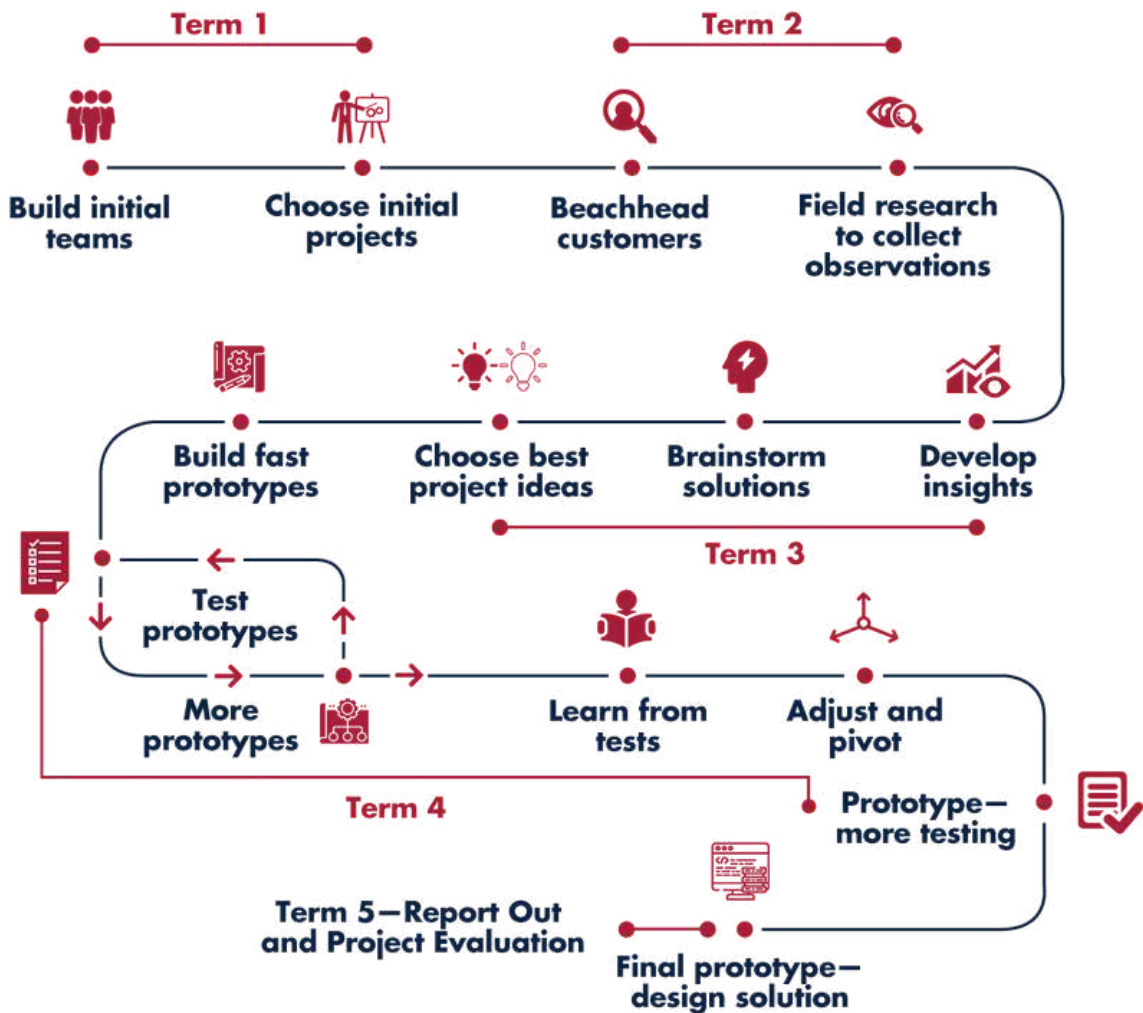 Term 1
Term 2
Build initial
teams
Choose initial
projects
Beachhead
customers
Field research
to collect
observations
Build fast
prototypes
Choose best
project ideas
Brainstorm
solutions
Develop
insights
Term 3
Test
prototypes
More
prototypes
Learn from
tests
Adjust and
pivot
Term 4
Prototype—
more testing
Term 5—Report Out
and Project Evaluation
Final prototype—
design solution